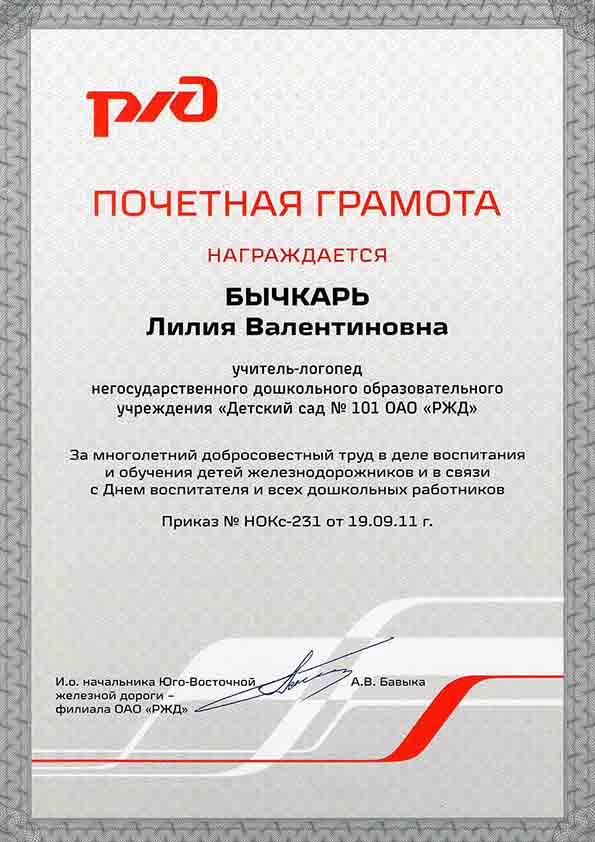 ржд
ПОЧЕТНАЯ ГРАМОТА
НАГРАЖДАЕТСЯ
БЫЧКАРЬ
Лилия Валентиновна
учитель-логопед
негосударственного дошкольного образовательного
учреждения «Детский сад № 101 ОАО «РЖД»
За многолетний добросовестный труд в деле воспитания
и обучения детей железнодорожников и в связи
с Днем воспитателя и всех дошкольных работников
Приказ № НОКс-231 от 19.09.11 г.
И.о. начальника Юго-Восточной
железной дороги –
филиала ОАО «РЖД»
А.В. Бавыка